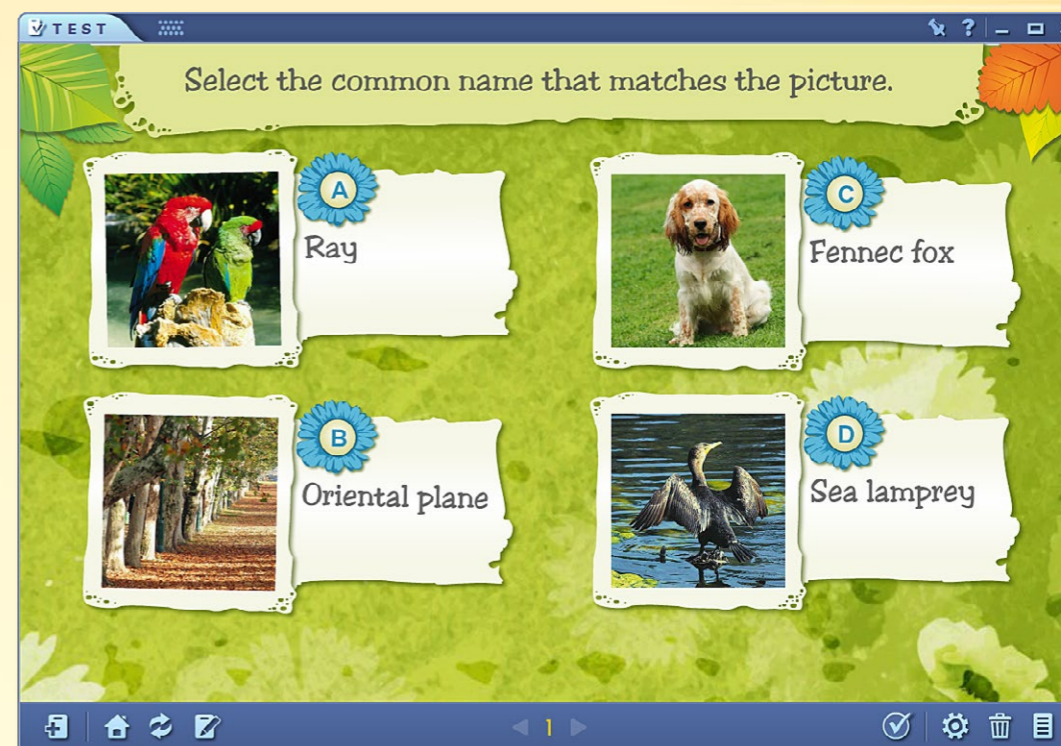 TEST
?
Select the common name that matches the picture.
A
Ray
C
Fennec fox
B
Oriental plane
D
Sea lamprey
1